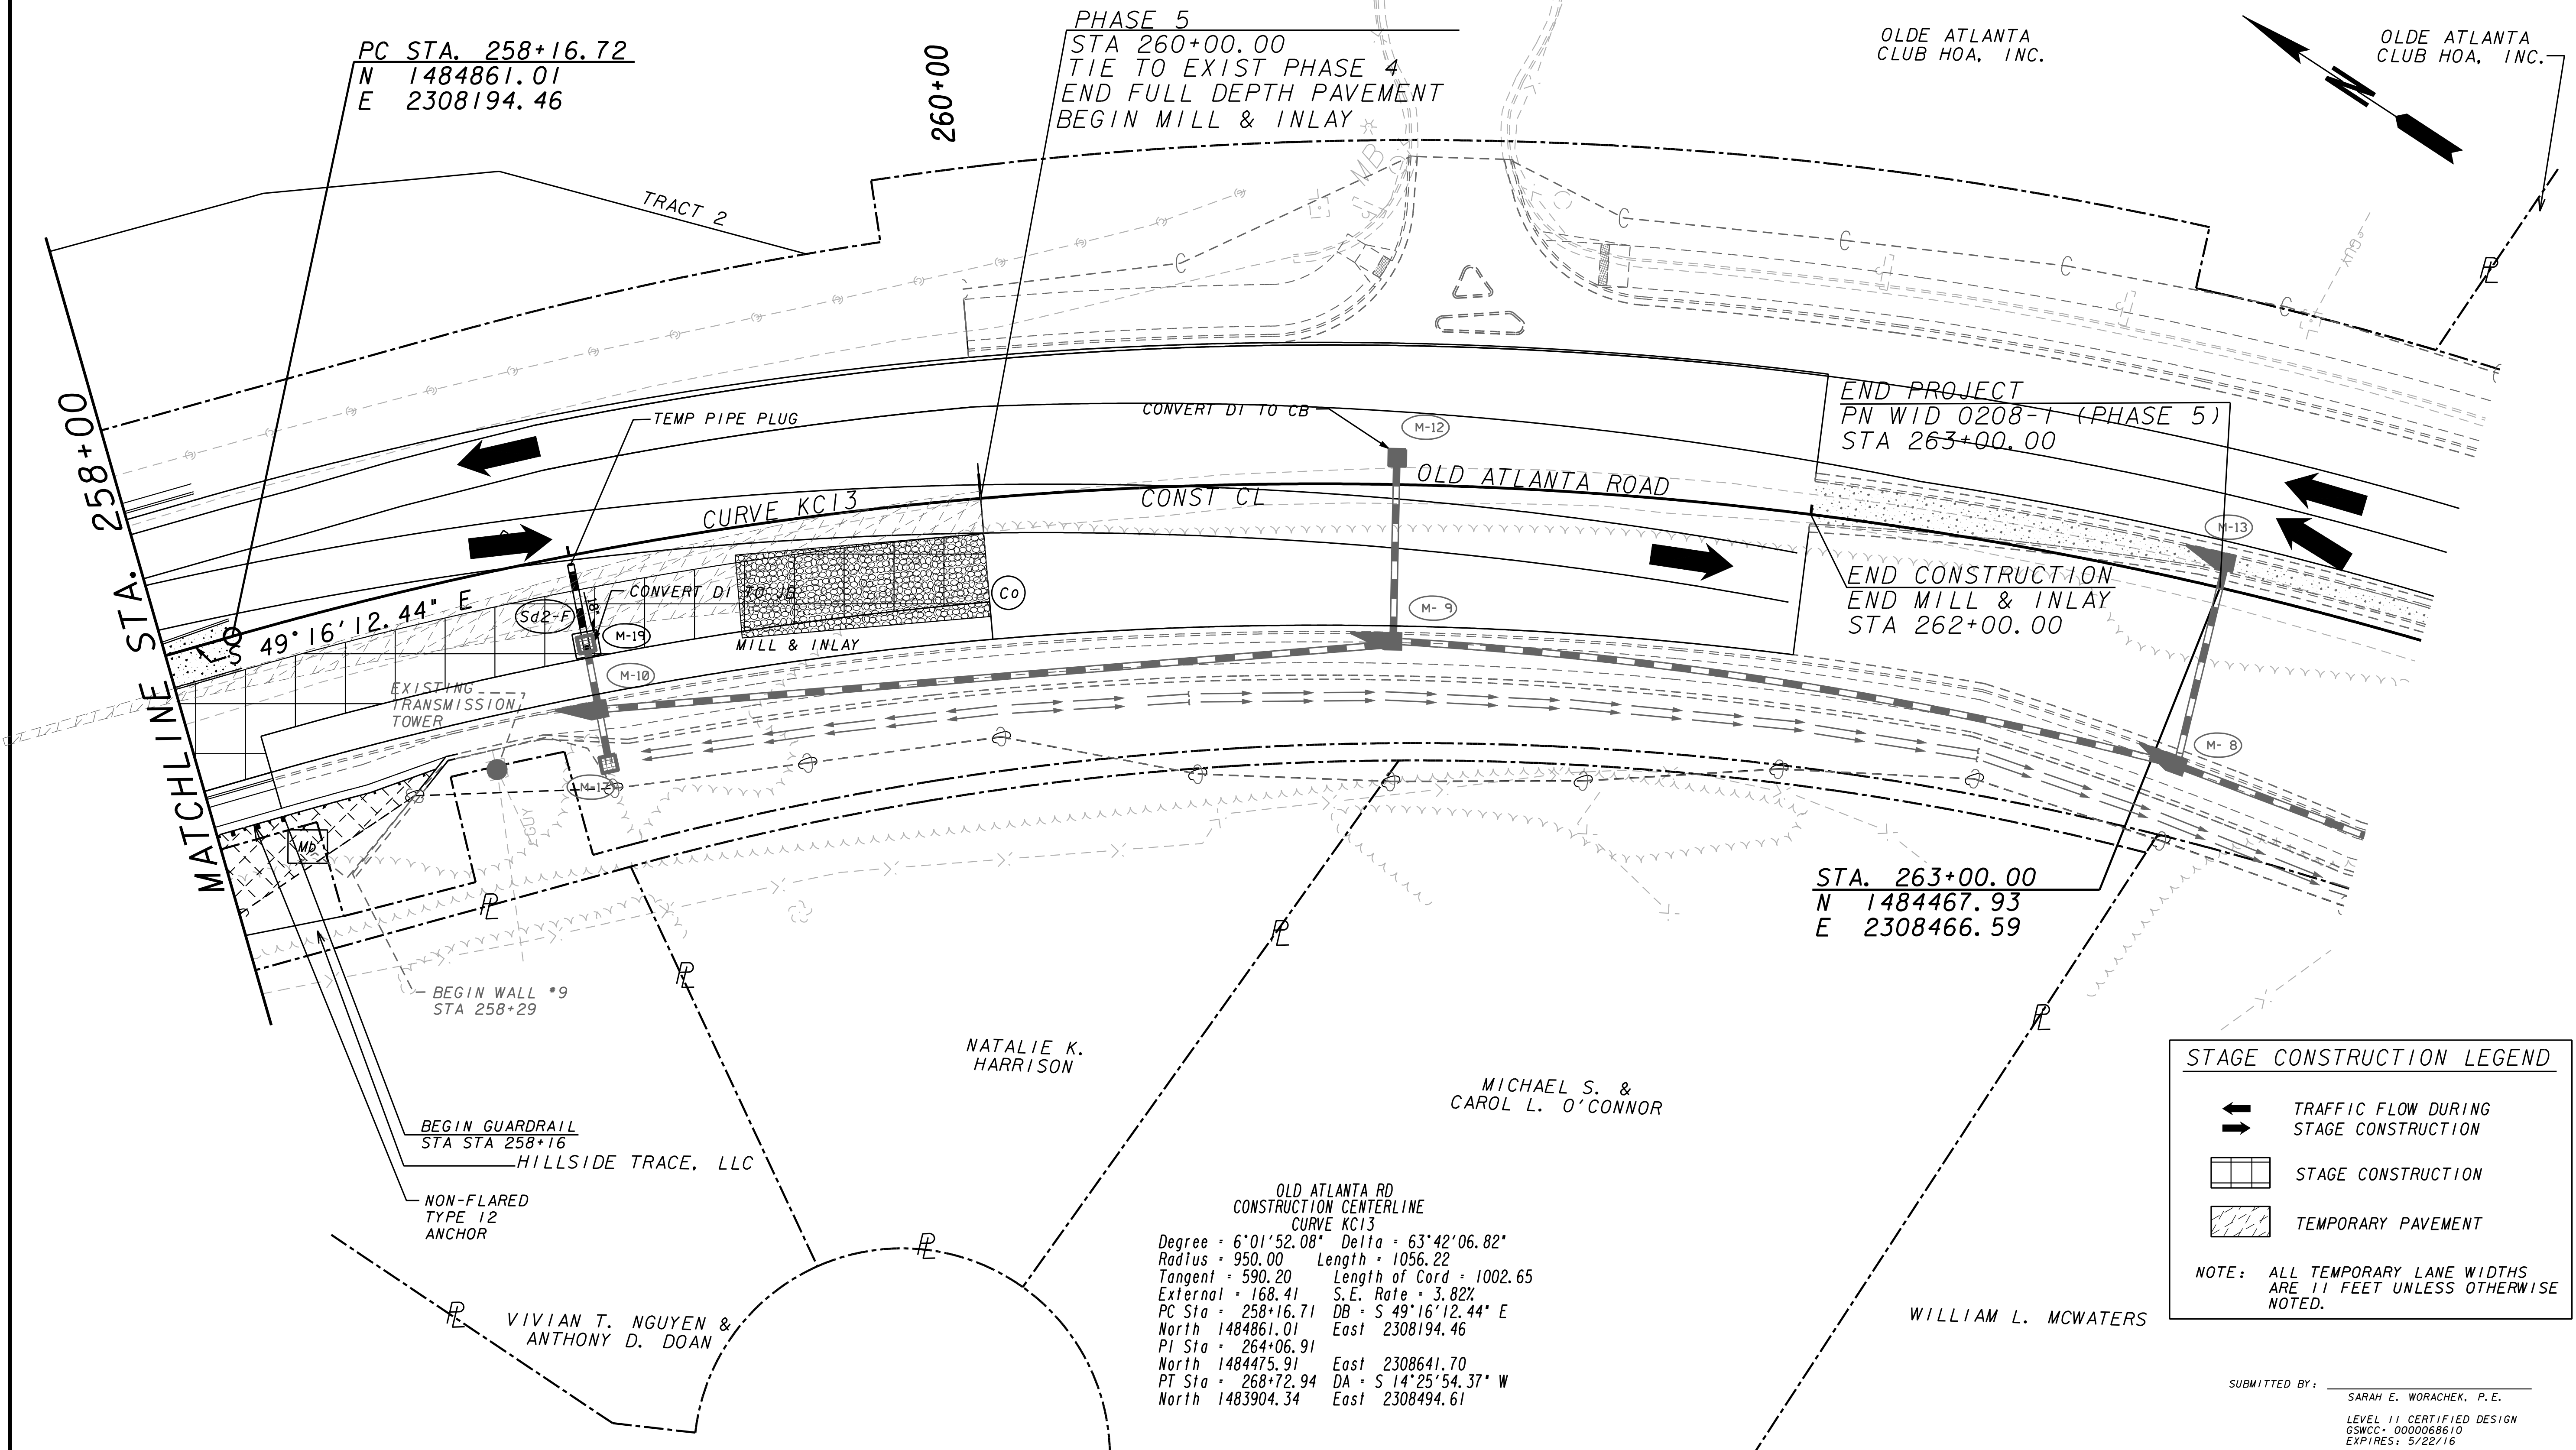 PC STA. 258+16.72
N 1484861.01
E 2308194.46
260+00
PHASE 5
STA 260+00.00
TIE TO EXIST PHASE 4
END FULL DEPTH PAVEMENT
BEGIN MILL & INLAY
OLDE ATLANTA
CLUB HOA, INC.
OLDE ATLANTA
CLUB HOA, INC.
N
TRACT 2
MB
GUY
PL
MATCHLINE STA. 258+00
TEMP PIPE PLUG
CONVERT DI TO CB
M-12
END PROJECT
PN WID 0208-1 (PHASE 5)
STA 263+00.00
CURVE KC13
CONST CL
OLD ATLANTA ROAD
M-13
S 49°16'12.44" E
Sd2-F
18"
CONVERT DI TO JB
M-19
Co
MILL & INLAY
M-9
END CONSTRUCTION
END MILL & INLAY
STA 262+00.00
M-10
EXISTING
TRANSMISSION
TOWER
M-8
GUY
Mb
PL
STA. 263+00.00
N 1484467.93
E 2308466.59
PL
PL
PL
BEGIN WALL #9
STA 258+29
NATALIE K.
HARRISON
MICHAEL S. &
CAROL L. O'CONNOR
BEGIN GUARDRAIL
STA STA 258+16
HILLSIDE TRACE, LLC
NON-FLARED
TYPE 12
ANCHOR
PL
PL
VIVIAN T. NGUYEN &
ANTHONY D. DOAN
OLD ATLANTA RD
CONSTRUCTION CENTERLINE
CURVE KC13
Degree = 6°01'52.08" Delta = 63°42'06.82"
Radius = 950.00 Length = 1056.22
Tangent = 590.20 Length of Cord = 1002.65
External = 168.41 S.E. Rate = 3.82%
PC Sta = 258+16.71 DB = S 49°16'12.44" E
North 1484861.01 East 2308194.46
PI Sta = 264+06.91
North 1484475.91 East 2308641.70
PT Sta = 268+72.94 DA = S 14°25'54.37" W
North 1483904.34 East 2308494.61
WILLIAM L. MCWATERS
STAGE CONSTRUCTION LEGEND
TRAFFIC FLOW DURING
STAGE CONSTRUCTION
STAGE CONSTRUCTION
TEMPORARY PAVEMENT
NOTE: ALL TEMPORARY LANE WIDTHS
ARE 11 FEET UNLESS OTHERWISE
NOTED.
SUBMITTED BY:
SARAH E. WORACHEK, P.E.
LEVEL II CERTIFIED DESIGN
GSWCC# 0000068610
EXPIRES: 5/22/16